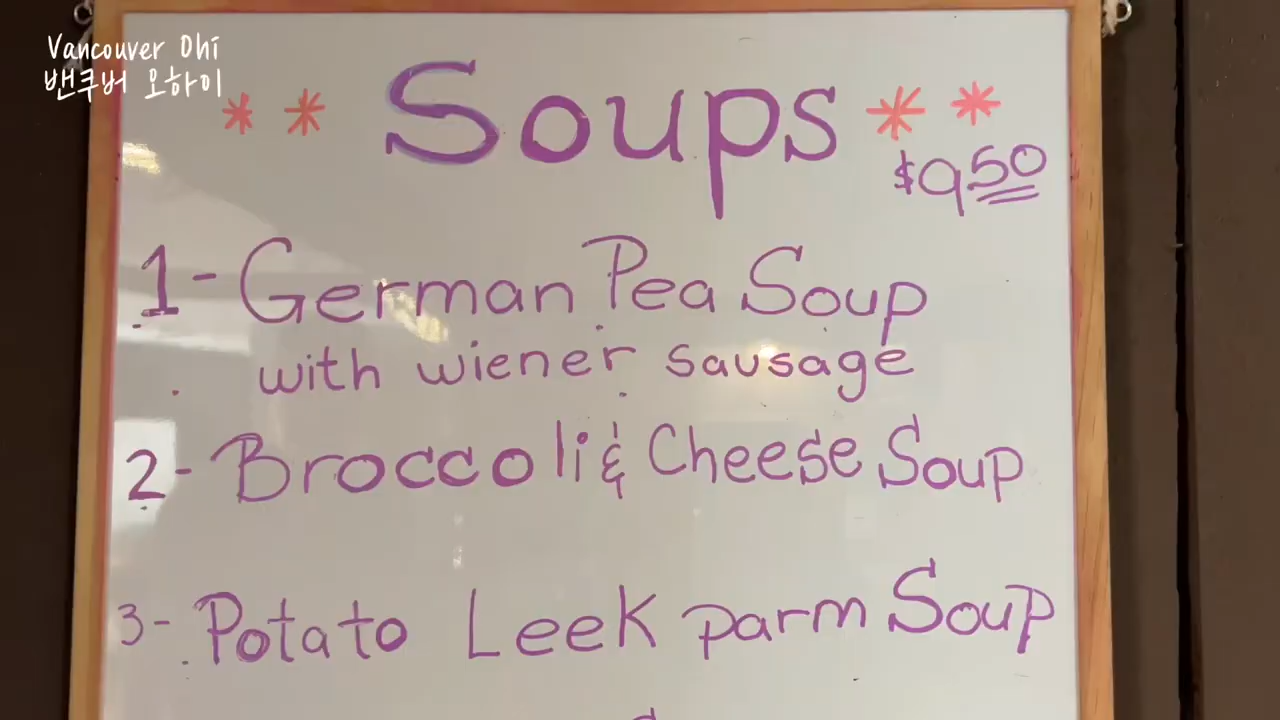 Vancouver Ohi
밴쿠버 오하이
** Soups **
$9.50
1- German Pea Soup
with wiener sausage
2- Broccoli & Cheese Soup
3- Potato Leek parm Soup